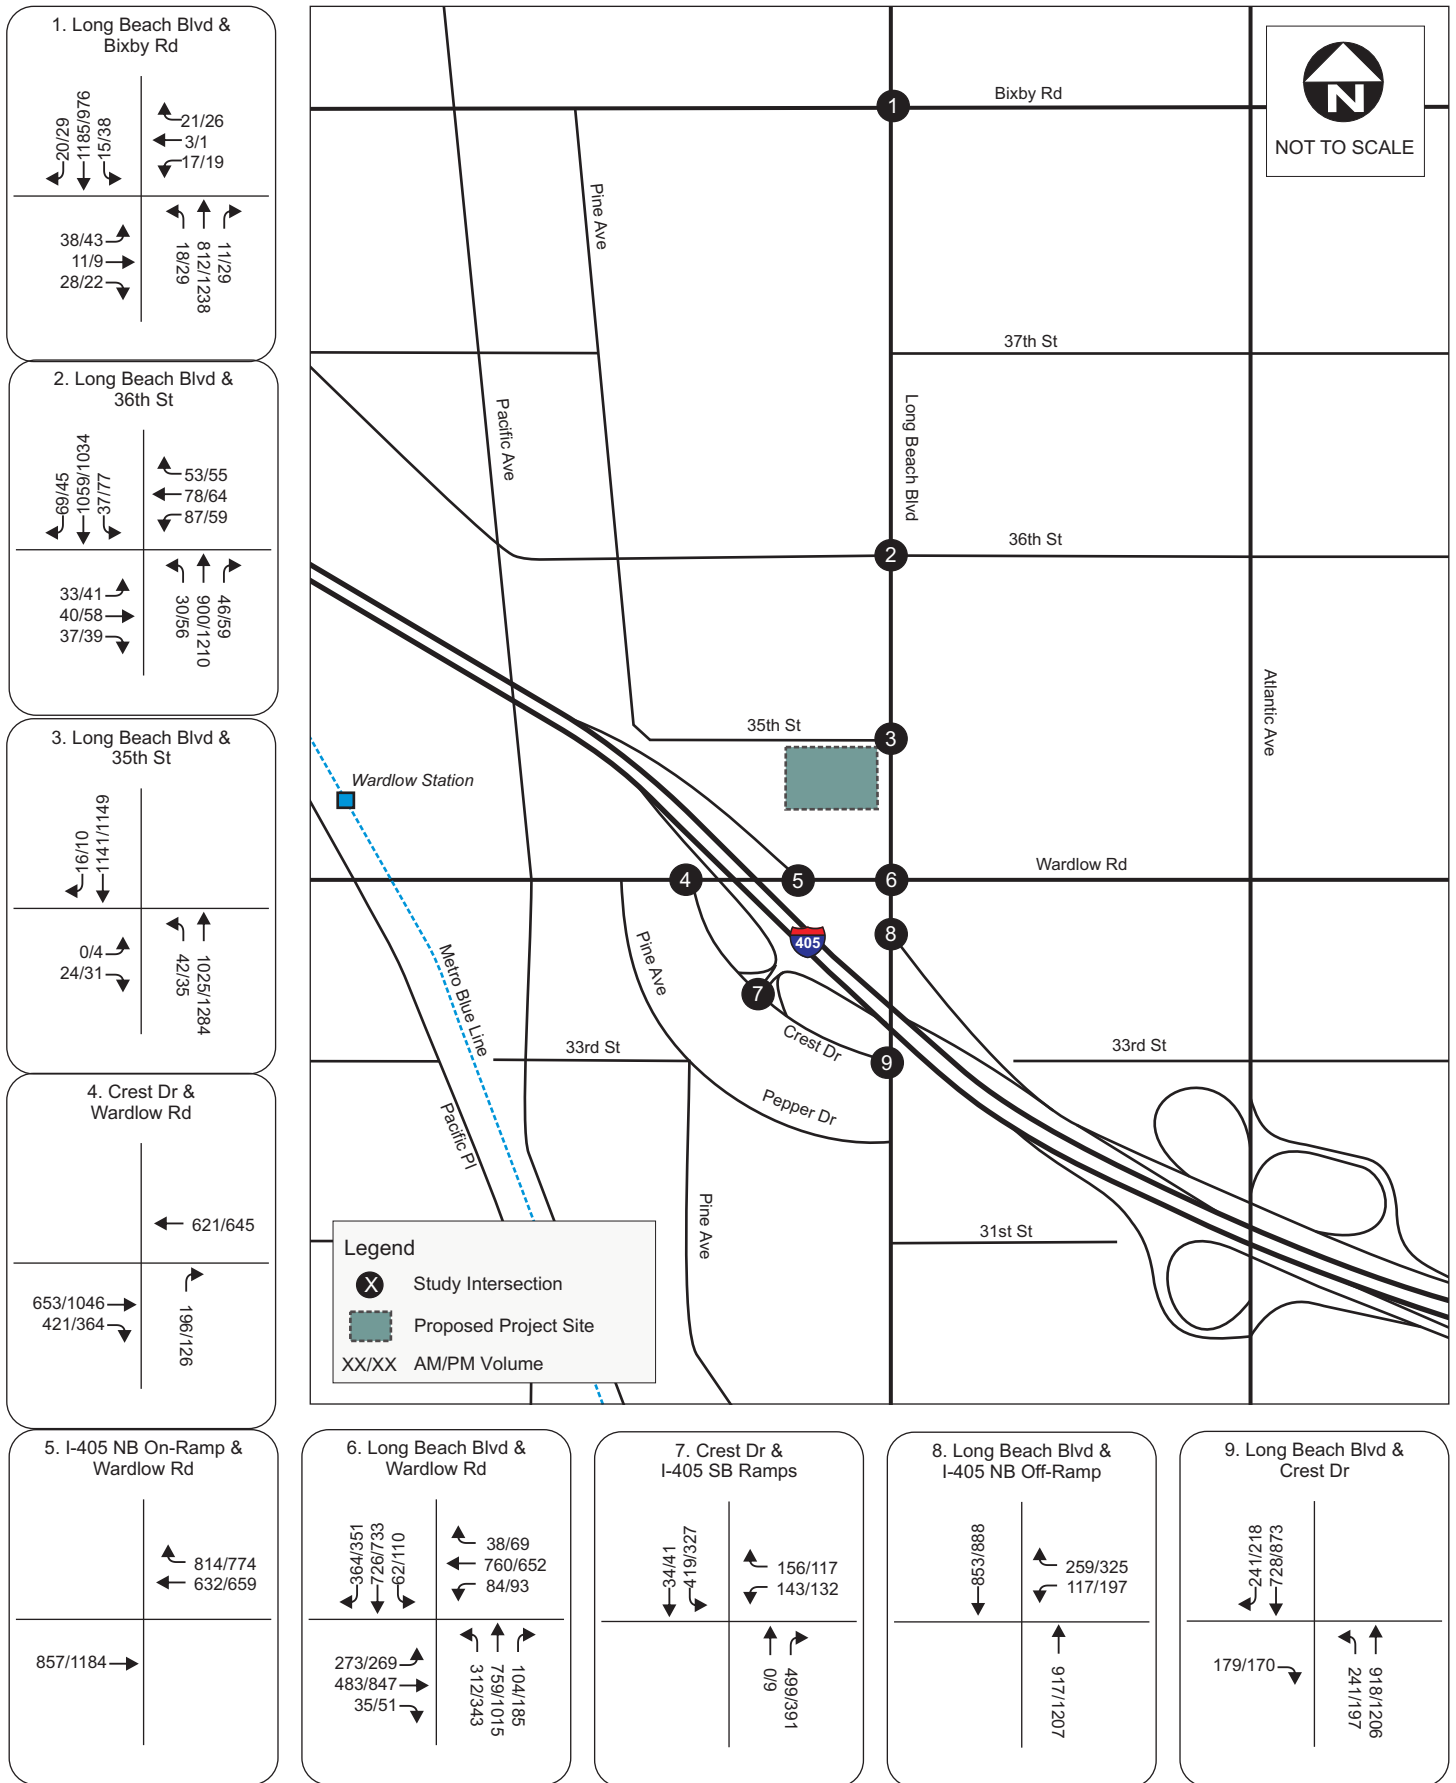 1. Long Beach Blvd &
Bixby Rd
20/29
1185/976
15/38
21/26
3/1
17/19
38/43
11/9
28/22
18/29
812/1238
11/29
2. Long Beach Blvd &
36th St
69/45
1059/1034
37/77
53/55
78/64
87/59
33/41
40/58
37/39
30/56
900/1210
46/59
3. Long Beach Blvd &
35th St
16/10
1141/1149
0/4
24/31
42/35
1025/1284
4. Crest Dr &
Wardlow Rd
621/645
653/1046
421/364
196/126
5. I-405 NB On-Ramp &
Wardlow Rd
814/774
632/659
857/1184
6. Long Beach Blvd &
Wardlow Rd
364/351
726/733
62/110
38/69
760/652
84/93
273/269
483/847
35/51
312/343
759/1015
104/185
7. Crest Dr &
I-405 SB Ramps
34/41
419/327
156/117
143/132
0/9
499/391
8. Long Beach Blvd &
I-405 NB Off-Ramp
853/888
259/325
117/197
917/1207
9. Long Beach Blvd &
Crest Dr
241/218
728/873
179/170
241/197
918/1206
N
NOT TO SCALE
1
Bixby Rd
Pine Ave
37th St
Pacific Ave
Long Beach Blvd
2
36th St
Atlantic Ave
35th St
3
Wardlow Station
4
5
6
Wardlow Rd
405
8
Pine Ave
Metro Blue Line
7
Crest Dr
9
33rd St
33rd St
Pepper Dr
Pacific Pl
Pine Ave
31st St
Legend
X Study Intersection
Proposed Project Site
XX/XX AM/PM Volume